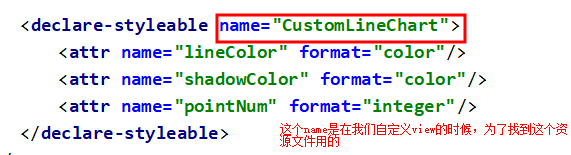 <declare-styleable name="CustomLineChart">
<attr name="lineColor" format="color"/>
<attr name="shadowColor" format="color"/>
<attr name="pointNum" format="integer"/>
</declare-styleable>
这个name是在我们自定义view的时候，为了找到这个资
源文件用的